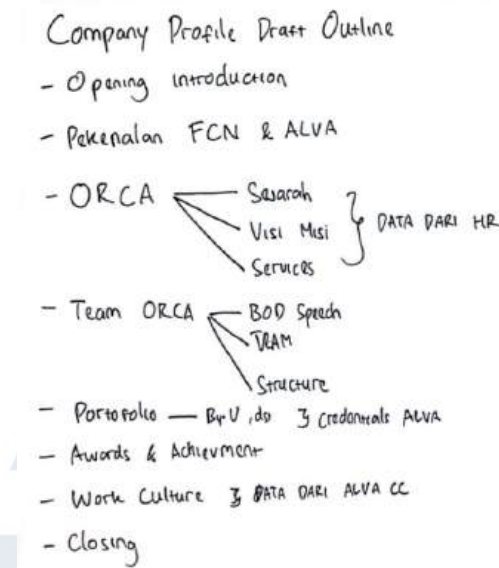 Company Profile Draft Outline
- Opening introduction
- Pekenalan FCN & ALVA
- ORCA
Sejarah
Visi Misi
Services
DATA DARI HR
- Team ORCA
BOD Speech
TEAM
Structure
- Portofolio — By.U, do } Credentials ALVA
- Awards & Achievment
- Work Culture } DATA DARI ALVA CC
- Closing